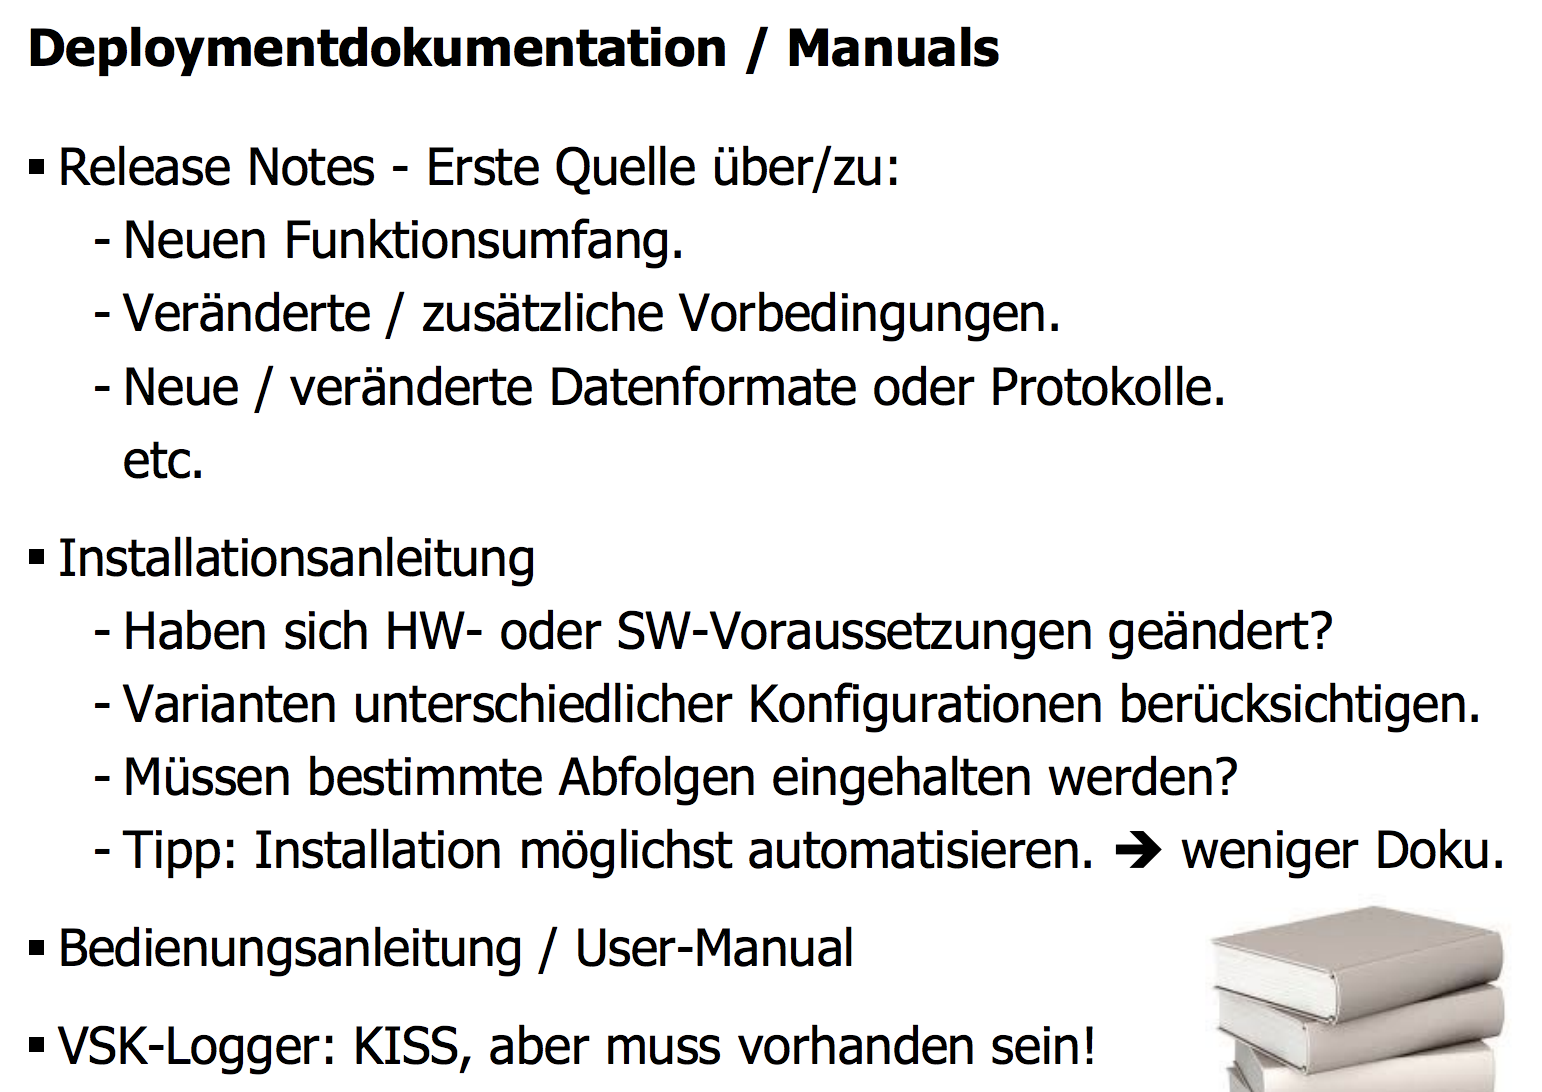 Deploymentdokumentation / Manuals
▪ Release Notes - Erste Quelle über/zu:
- Neuen Funktionsumfang.
- Veränderte / zusätzliche Vorbedingungen.
- Neue / veränderte Datenformate oder Protokolle.
etc.
▪ Installationsanleitung
- Haben sich HW- oder SW-Voraussetzungen geändert?
- Varianten unterschiedlicher Konfigurationen berücksichtigen.
- Müssen bestimmte Abfolgen eingehalten werden?
- Tipp: Installation möglichst automatisieren. ➔ weniger Doku.
▪ Bedienungsanleitung / User-Manual
▪ VSK-Logger: KISS, aber muss vorhanden sein!